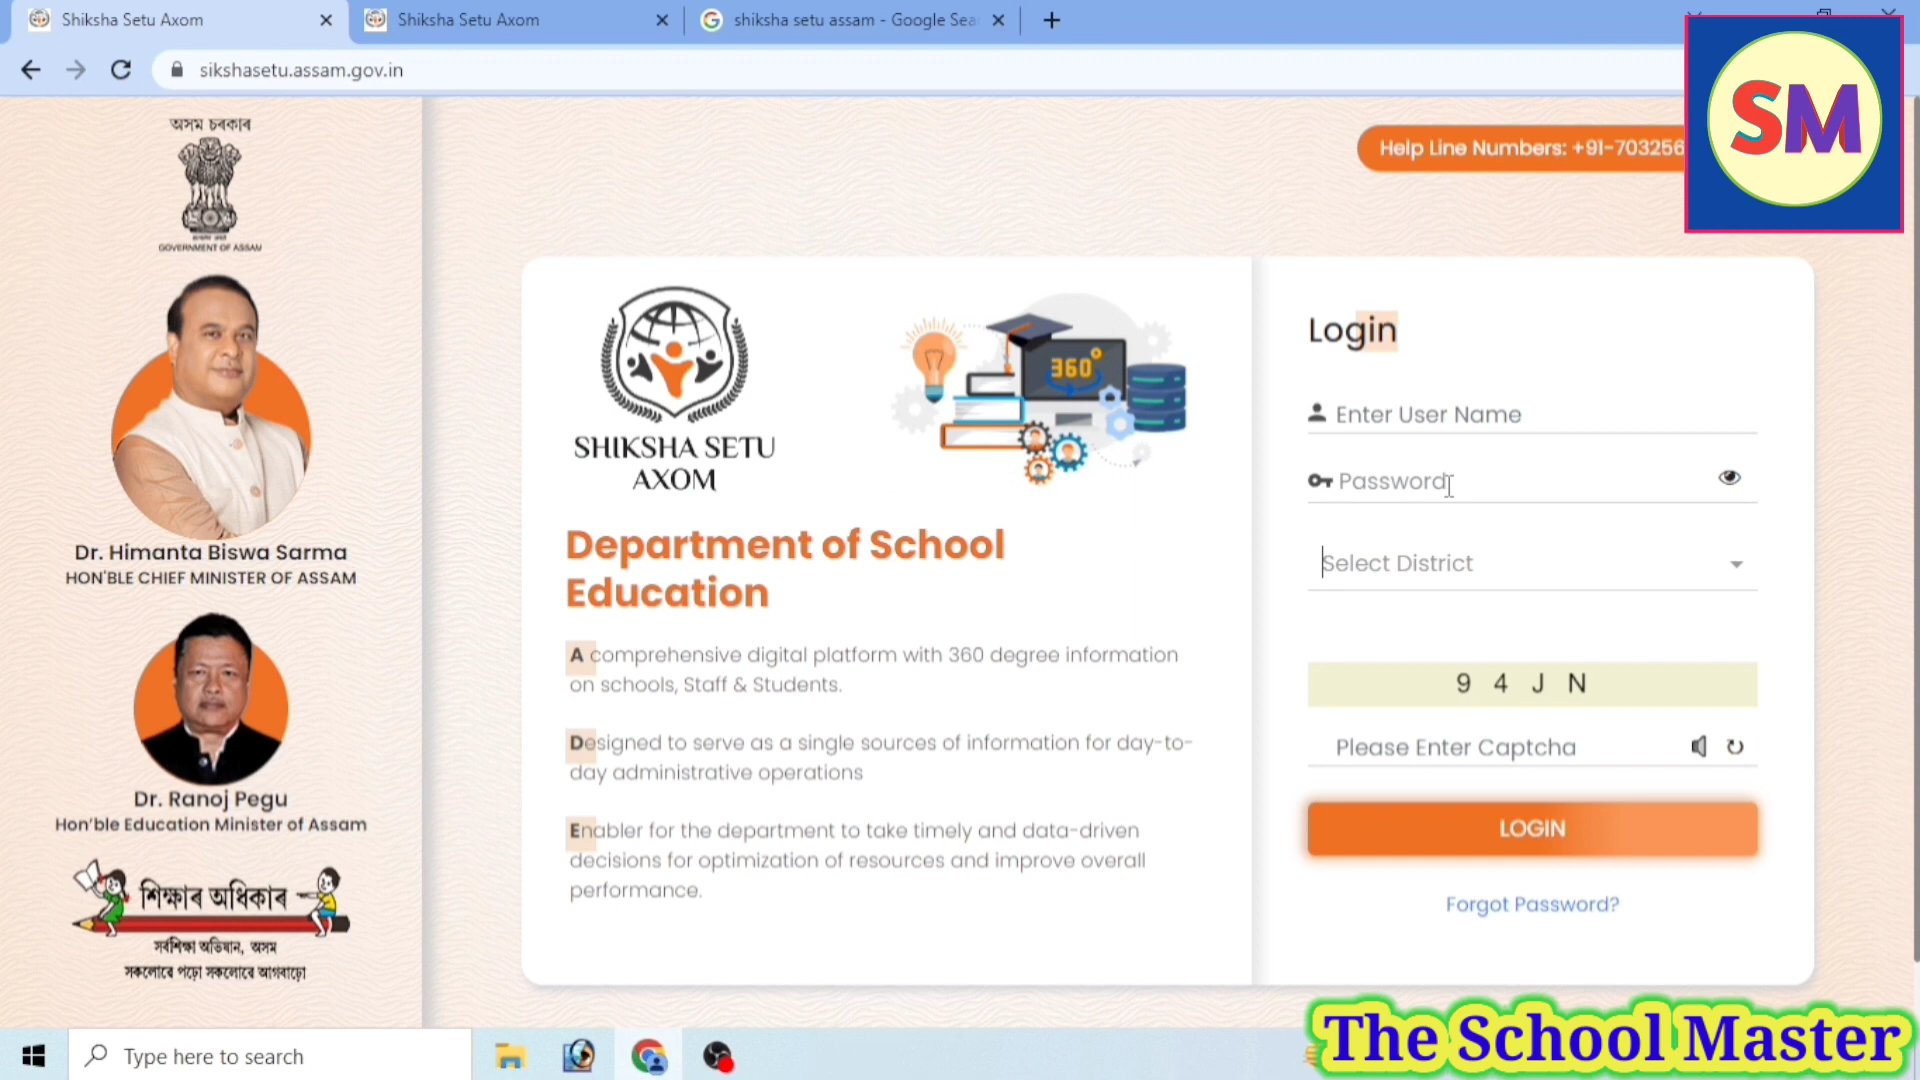 Shiksha Setu Axom
Shiksha Setu Axom
shiksha setu assam - Google Sea
sikshasetu.assam.gov.in
SM
অসম চৰকাৰ
GOVERNMENT OF ASSAM
Dr. Himanta Biswa Sarma
HON'BLE CHIEF MINISTER OF ASSAM
Dr. Ranoj Pegu
Hon'ble Education Minister of Assam
শিক্ষাৰ অধিকাৰ
সৰ্বশিক্ষা অভিযান, অসম
সকলোৱে পঢ়ো সকলোৱে আগবাঢ়ো
Help Line Numbers: +91-703256
SHIKSHA SETU
AXOM
360°
Department of School
Education
A comprehensive digital platform with 360 degree information
on schools, Staff & Students.
Designed to serve as a single sources of information for day-to-
day administrative operations
Enabler for the department to take timely and data-driven
decisions for optimization of resources and improve overall
performance.
Login
Enter User Name
Password
Select District
9 4 J N
Please Enter Captcha
LOGIN
Forgot Password?
The School Master
Type here to search